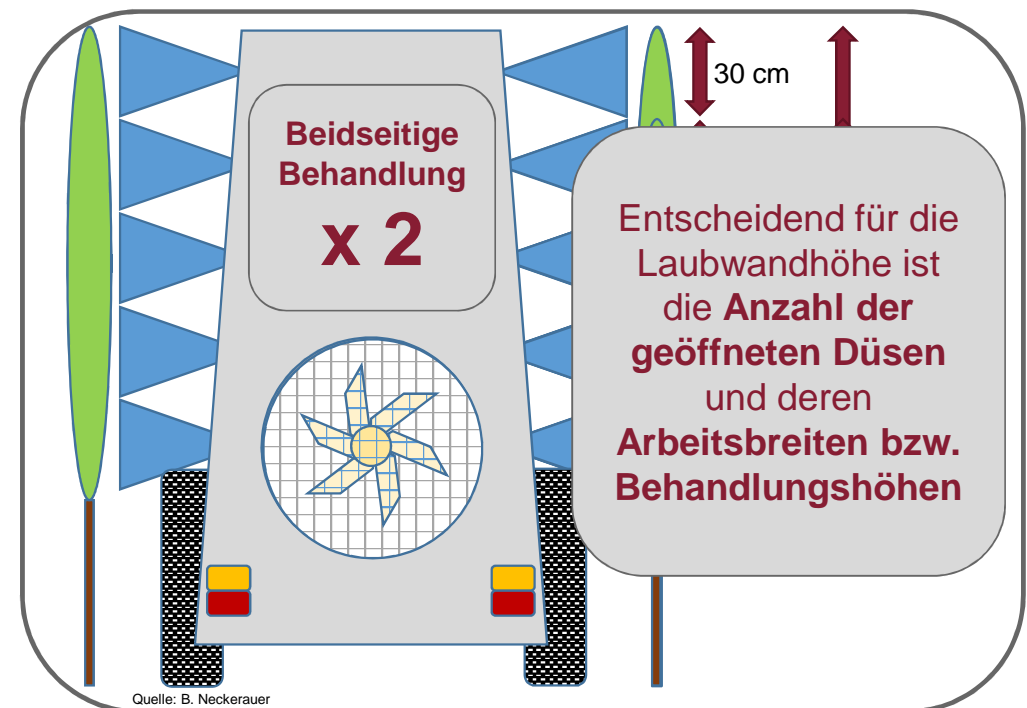 30 cm
Beidseitige
Behandlung
x 2
Entscheidend für die
Laubwandhöhe ist
die Anzahl der
geöffneten Düsen
und deren
Arbeitsbreiten bzw.
Behandlungshöhen
Quelle: B. Neckerauer